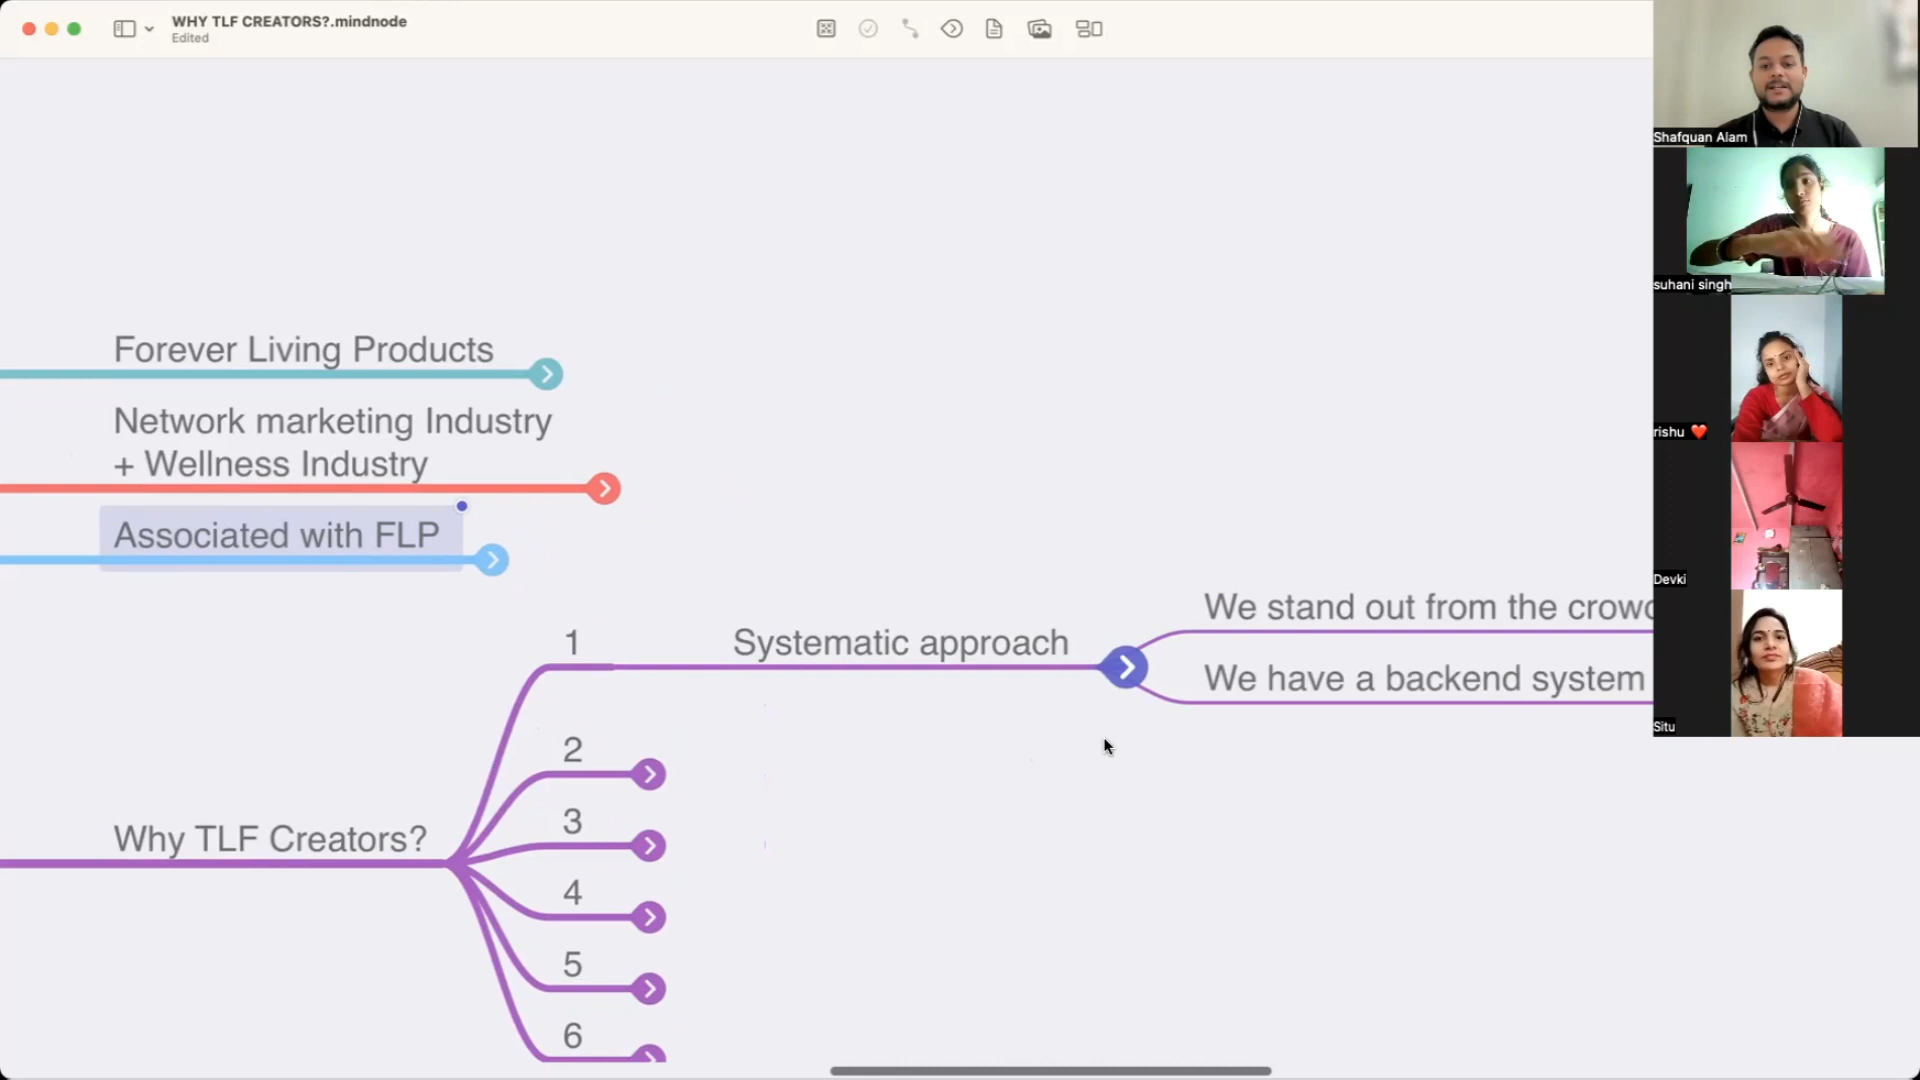 WHY TLF CREATORS?.mindnode
Edited
Forever Living Products
Network marketing Industry
+ Wellness Industry
Associated with FLP
1
Systematic approach
We stand out from the crowd
We have a backend system
2
3
Why TLF Creators?
4
5
6
Shafquan Alam
suhani singh
rishu ❤️
Devki
Situ